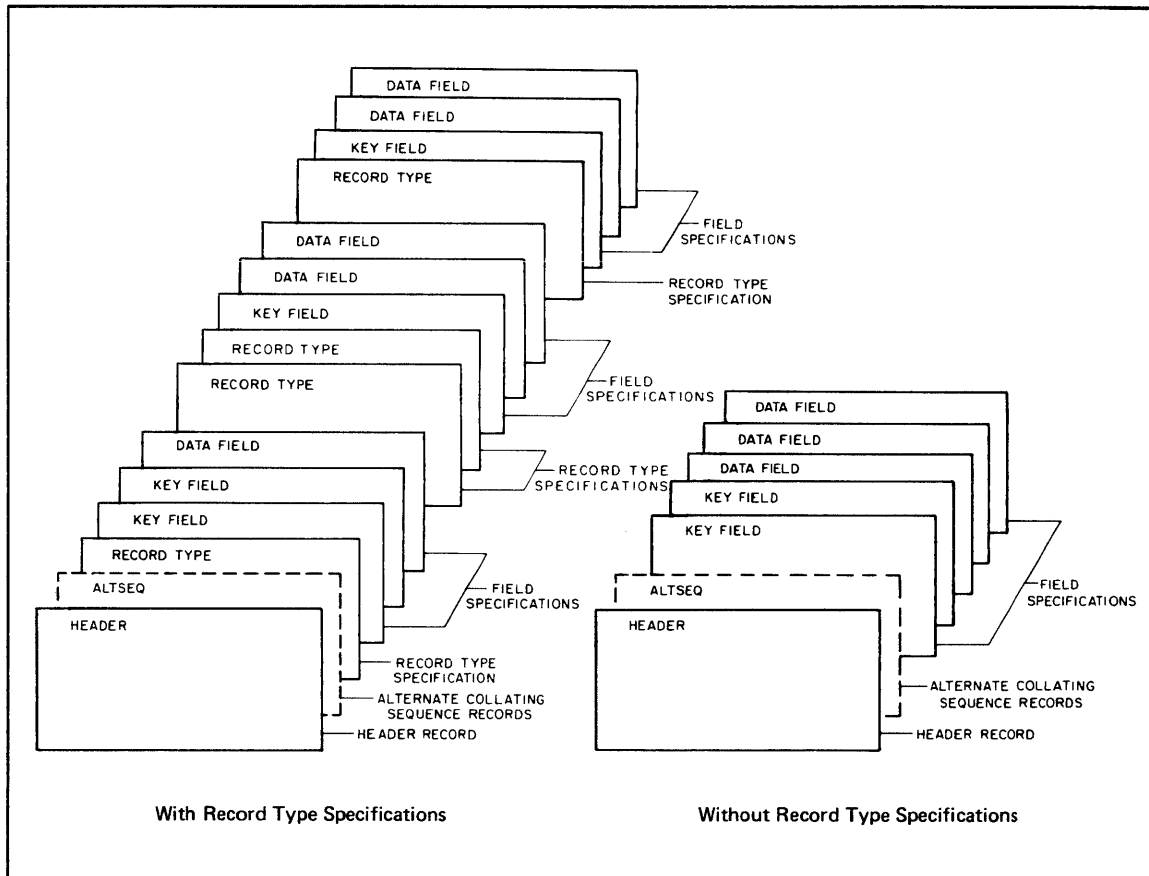 DATA FIELD
DATA FIELD
KEY FIELD
RECORD TYPE
FIELD
SPECIFICATIONS
DATA FIELD
DATA FIELD
RECORD TYPE
SPECIFICATION
KEY FIELD
RECORD TYPE
RECORD TYPE
FIELD
SPECIFICATIONS
DATA FIELD
RECORD TYPE
SPECIFICATIONS
KEY FIELD
KEY FIELD
RECORD TYPE
ALTSEQ
FIELD
SPECIFICATIONS
HEADER
RECORD TYPE
SPECIFICATION
ALTERNATE COLLATING
SEQUENCE RECORDS
HEADER RECORD
With Record Type Specifications
DATA FIELD
DATA FIELD
DATA FIELD
KEY FIELD
KEY FIELD
ALTSEQ
FIELD
SPECIFICATIONS
HEADER
ALTERNATE COLLATING
SEQUENCE RECORDS
HEADER RECORD
Without Record Type Specifications